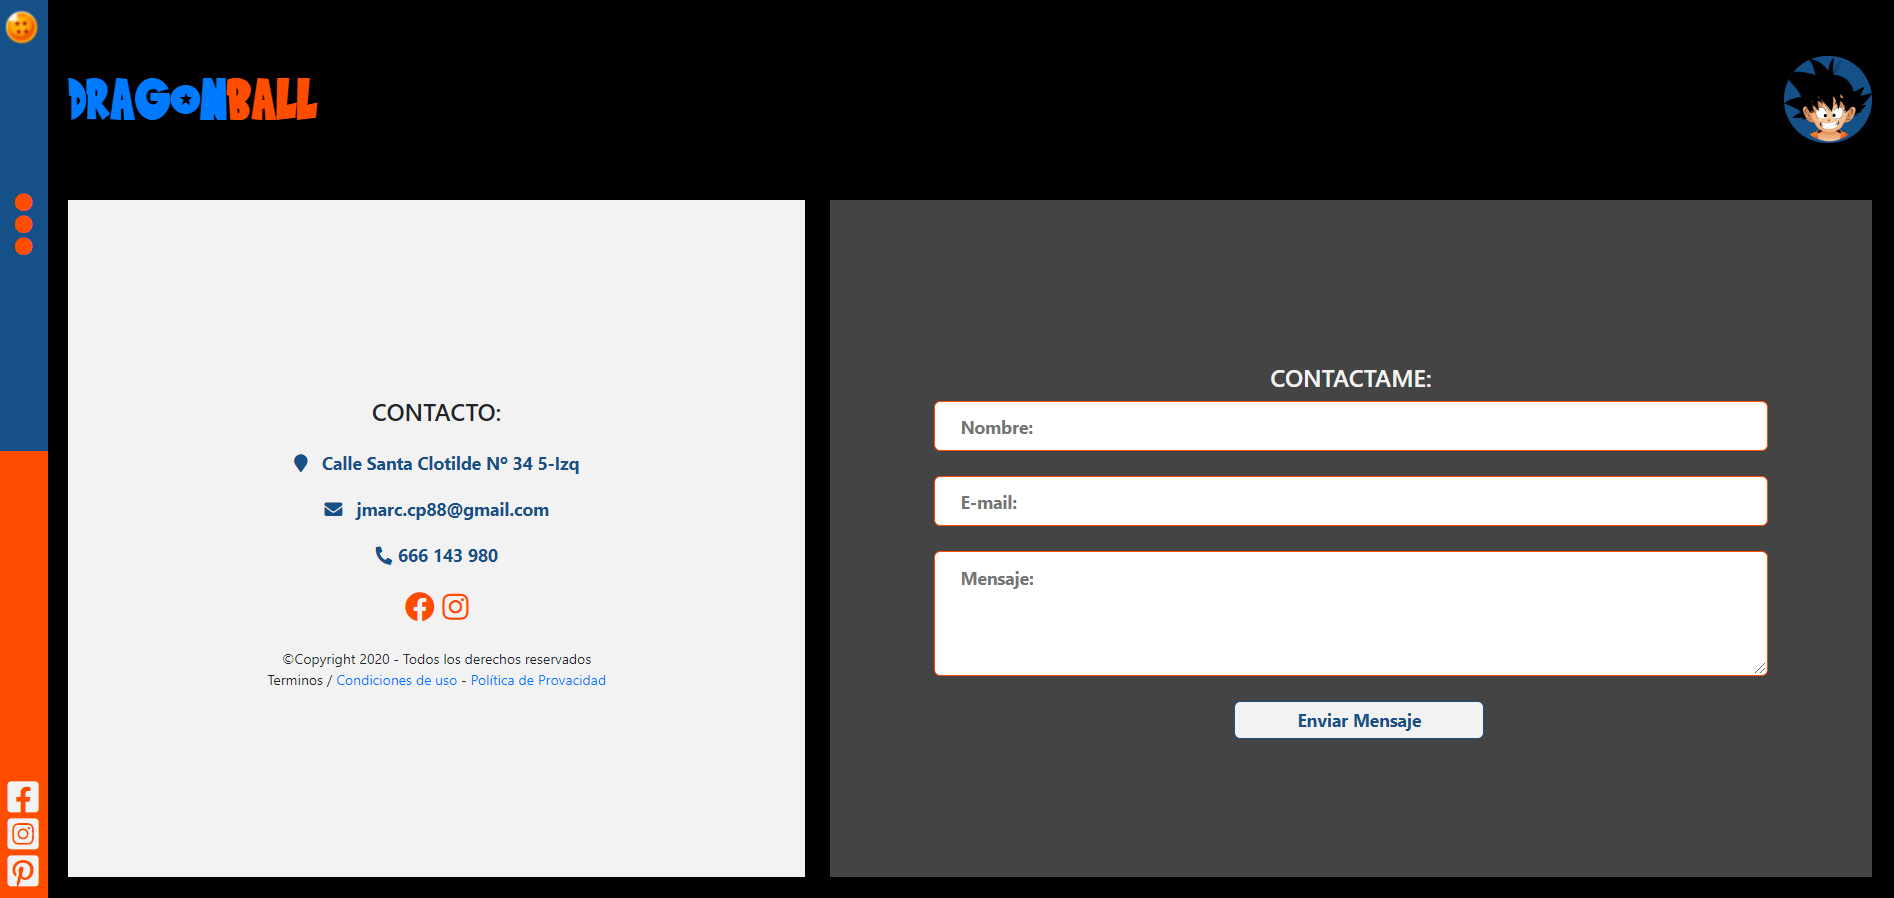 DRAGONBALL
CONTACTO:
Calle Santa Clotilde Nº 34 5-Izq
jmarc.cp88@gmail.com
666 143 980
©Copyright 2020 - Todos los derechos reservados
Terminos / Condiciones de uso - Política de Provacidad
CONTACTAME:
Nombre:
E-mail:
Mensaje:
Enviar Mensaje